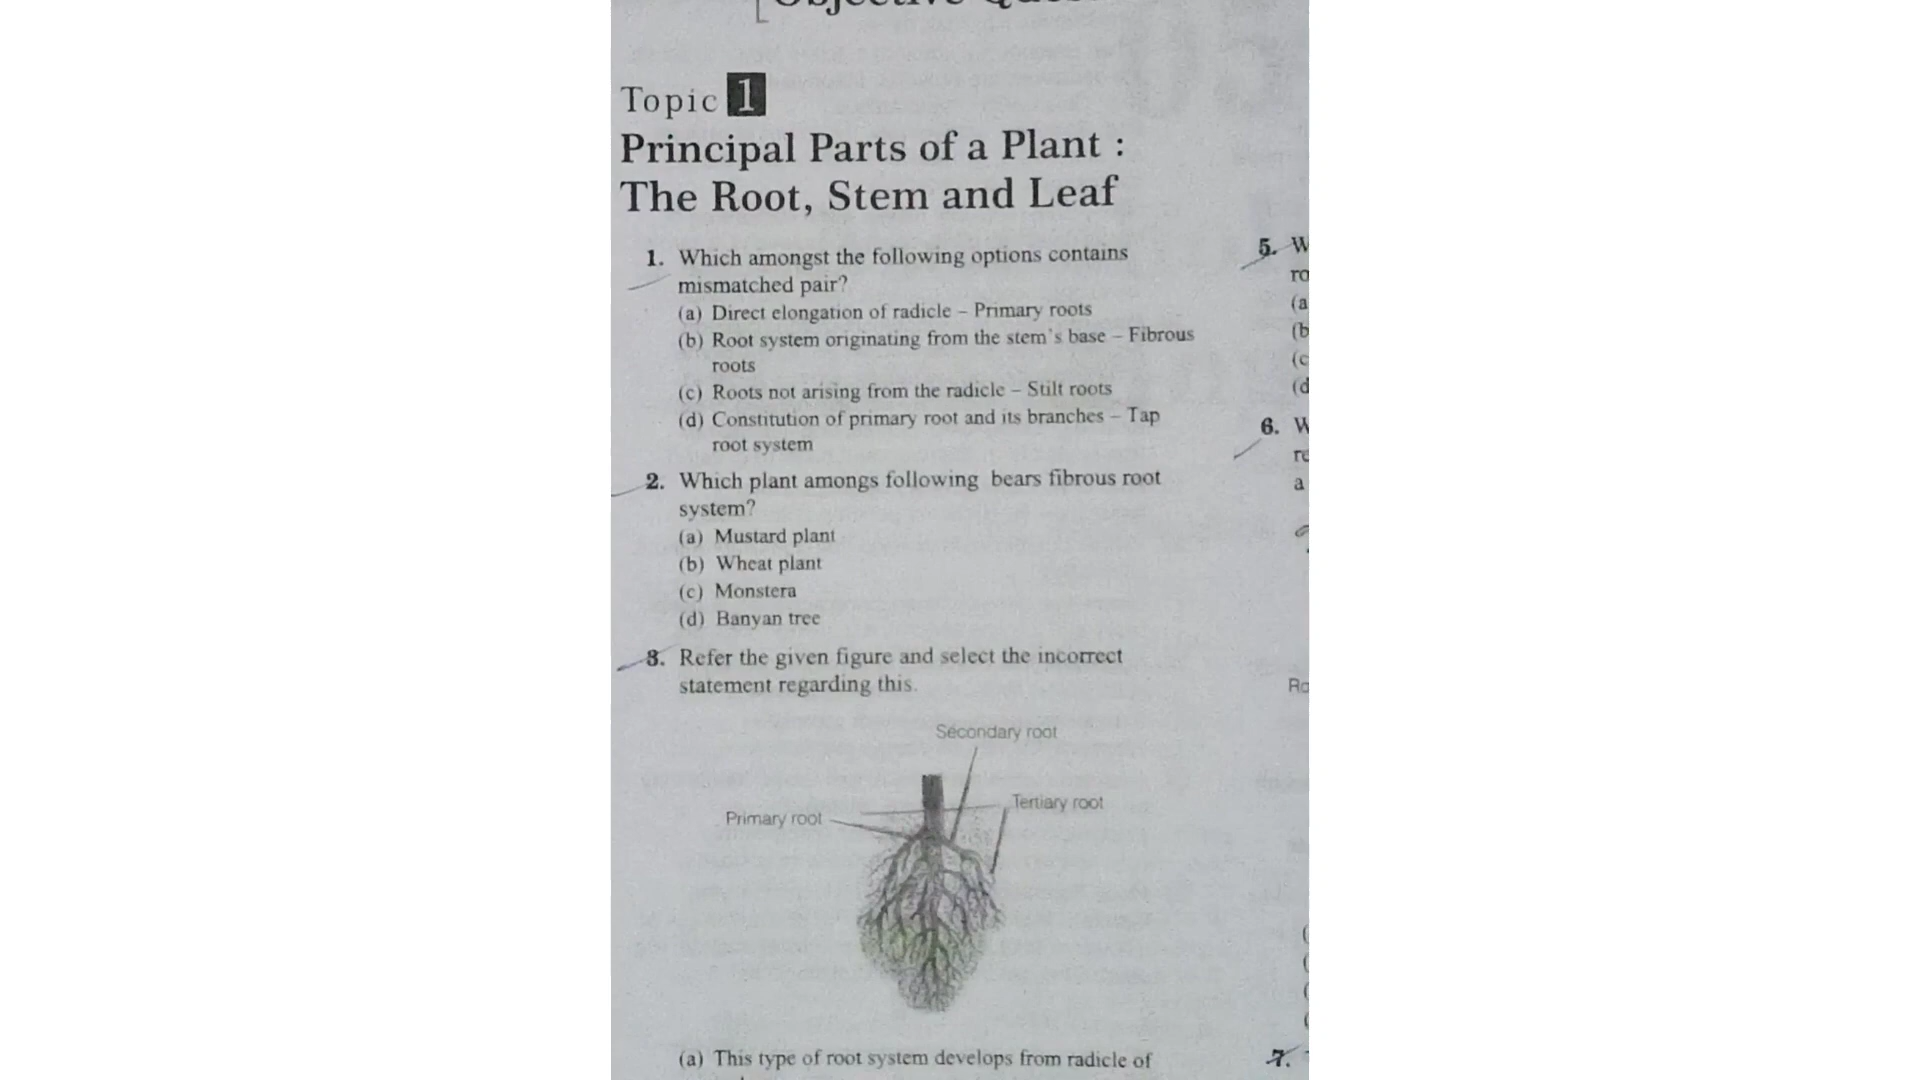 Objective
Topic 1
Principal Parts of a Plant :
The Root, Stem and Leaf
1. Which amongst the following options contains
mismatched pair?
(a) Direct elongation of radicle – Primary roots
(b) Root system originating from the stem's base – Fibrous
roots
(c) Roots not arising from the radicle – Stilt roots
(d) Constitution of primary root and its branches – Tap
root system
2. Which plant amongs following bears fibrous root
system?
(a) Mustard plant
(b) Wheat plant
(c) Monstera
(d) Banyan tree
3. Refer the given figure and select the incorrect
statement regarding this.
Secondary root
Tertiary root
Primary root
(a) This type of root system develops from radicle of
5.
(a
(b
(c
(d
6.
a
7.